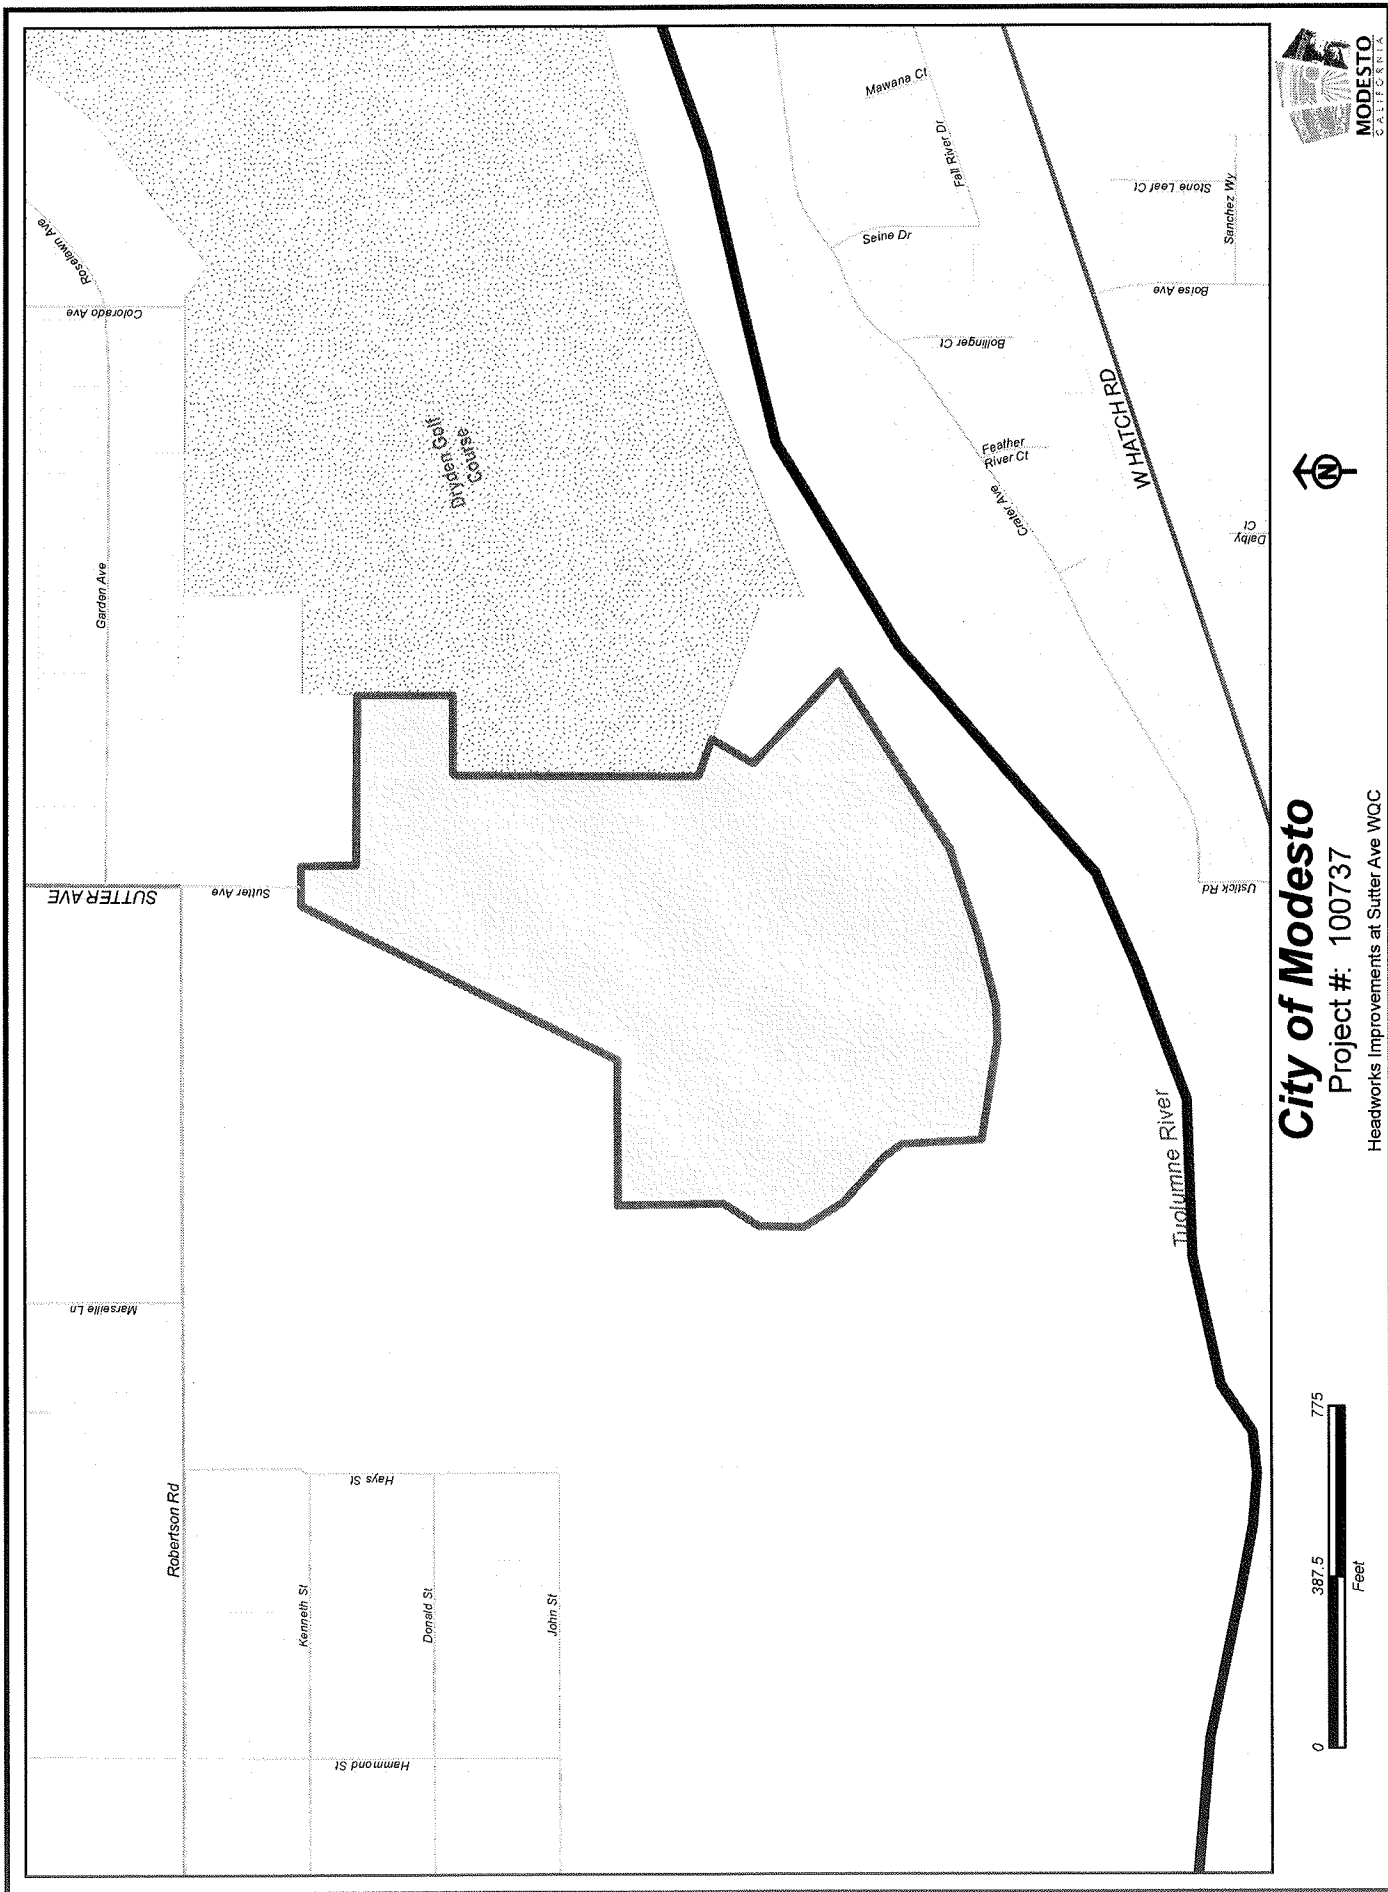 Roselawn Ave
Colorado Ave
Garden Ave
SUTTER AVE
Sutter Ave
Marseille Ln
Robertson Rd
Hays St
Kenneth St
Donald St
John St
Hammond St
Dryden Golf
Course
Mawana Ct
Fall River Dr
Seine Dr
Bollinger Ct
Feather
River Ct
Crater Ave
W HATCH RD
Stone Leaf Ct
Sanchez Wy
Boise Ave
Dalby
Ct
Ustick Rd
Tuolumne River
0
387.5
775
Feet
City of Modesto
Project #: 100737
Headworks Improvements at Sutter Ave WQC
N
MODESTO
CALIFORNIA